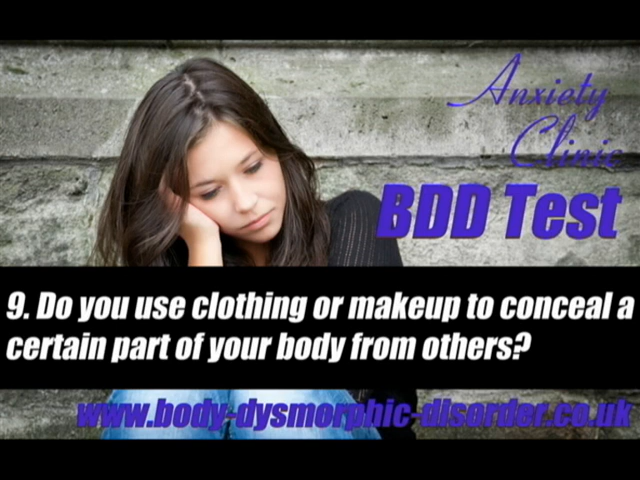 Anxiety
Clinic
BDD Test
9. Do you use clothing or makeup to conceal a
certain part of your body from others?
www.body-dysmorphic-disorder.co.uk